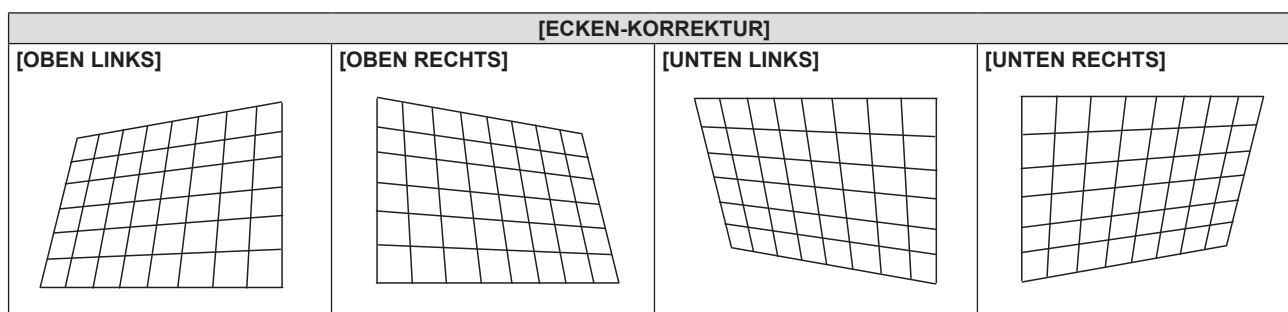 [ECKEN-KORREKTUR]
[OBEN LINKS]
[OBEN RECHTS]
[UNTEN LINKS]
[UNTEN RECHTS]